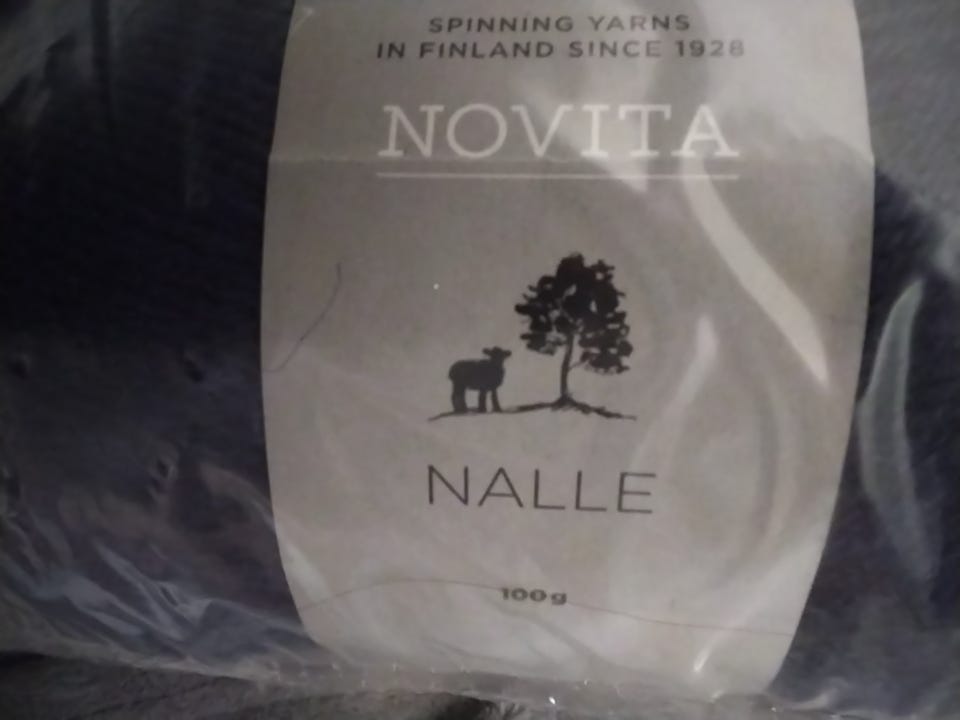 SPINNING YARNS
IN FINLAND SINCE 1928
NOVITA
NALLE
100g